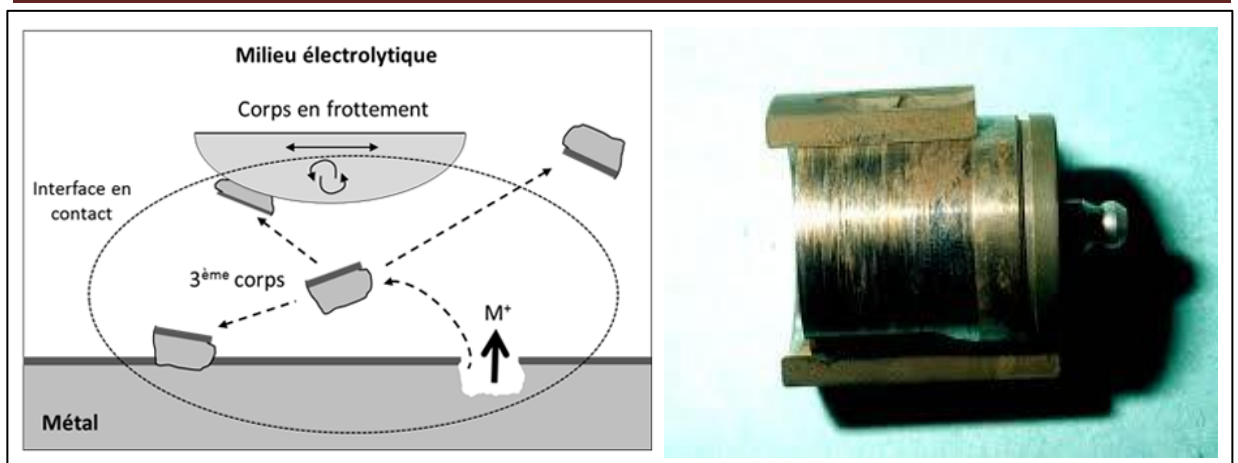 Milieu électrolytique
Corps en frottement
Interface en
contact
3ème corps
M+
Métal